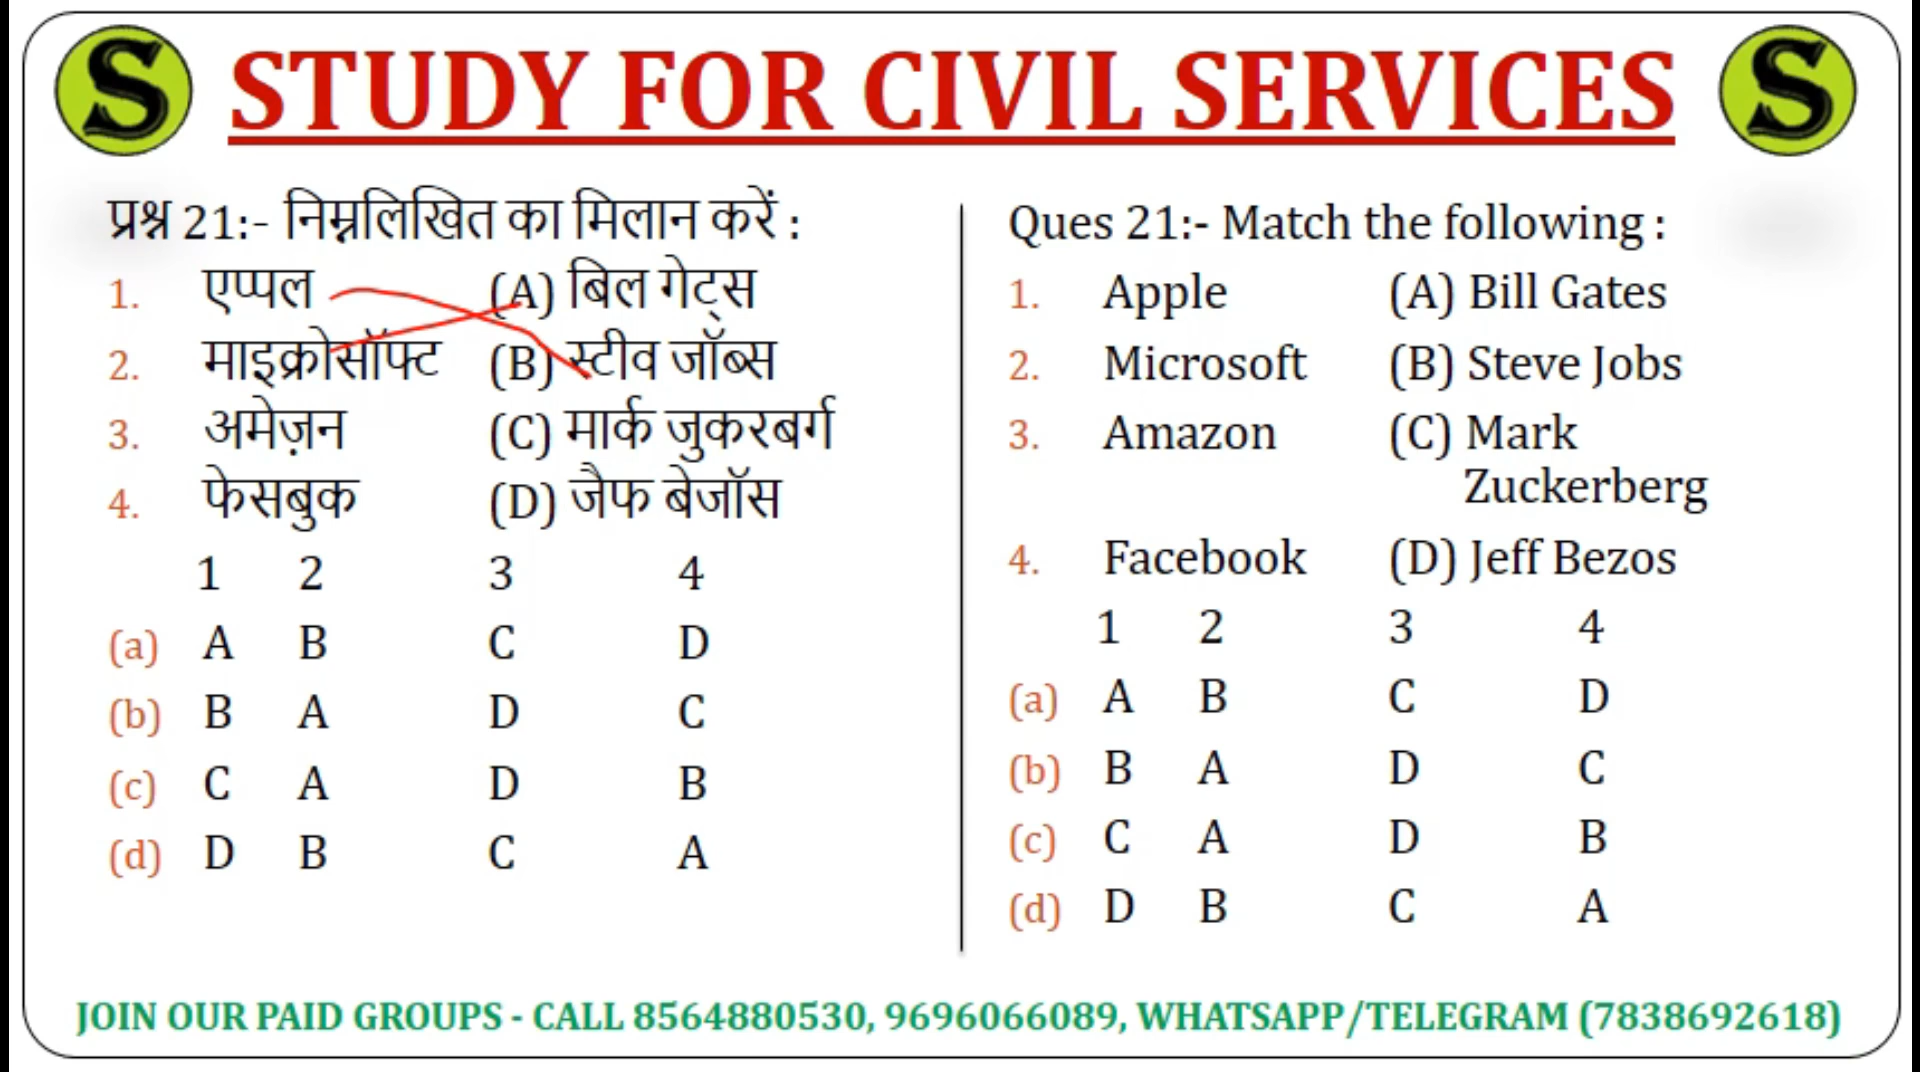 S STUDY FOR CIVIL SERVICES S
प्रश्न 21:- निम्नलिखित का मिलान करें :
1. एप्पल (A) बिल गेट्स
2. माइक्रोसॉफ्ट (B) स्टीव जॉब्स
3. अमेज़न (C) मार्क जुकरबर्ग
4. फेसबुक (D) जैफ बेजॉस
1 2 3 4
(a) A B C D
(b) B A D C
(c) C A D B
(d) D B C A
Ques 21:- Match the following :
1. Apple (A) Bill Gates
2. Microsoft (B) Steve Jobs
3. Amazon (C) Mark
Zuckerberg
4. Facebook (D) Jeff Bezos
1 2 3 4
(a) A B C D
(b) B A D C
(c) C A D B
(d) D B C A
JOIN OUR PAID GROUPS - CALL 8564880530, 9696066089, WHATSAPP/TELEGRAM (7838692618)